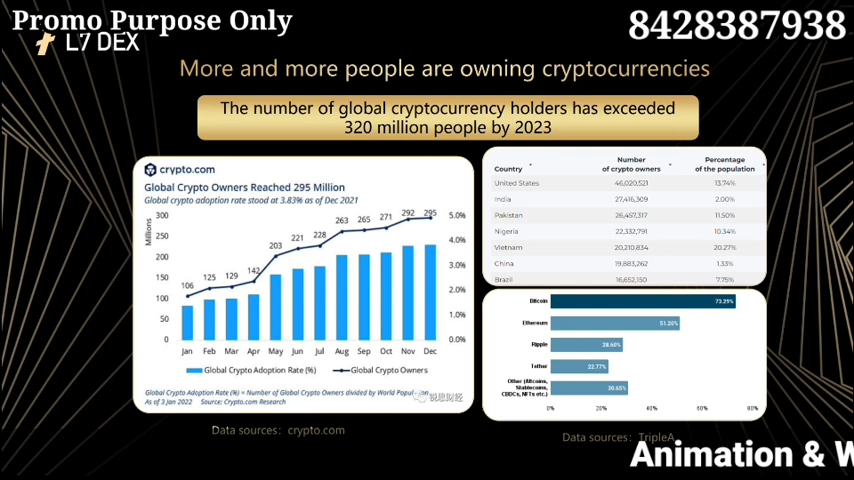 Promo Purpose Only
8428387938
L7 DEX
More and more people are owning cryptocurrencies
The number of global cryptocurrency holders has exceeded
320 million people by 2023
crypto.com
Global Crypto Owners Reached 295 Million
Global crypto adoption rate stood at 3.83% as of Dec 2021
Millions
300
250
200
150
100
50
0
5.0%
4.0%
3.0%
2.0%
1.0%
0.0%
106 125 129 142 203 221 228 263 265 271 292 295
Jan Feb Mar Apr May Jun Jul Aug Sep Oct Nov Dec
Global Crypto Adoption Rate (%) Global Crypto Owners
Global Crypto Adoption Rate (%) = Number of Global Crypto Owners divided by World
As of 3 Jan 2022 Source: Crypto.com Research
锐思财经
Data sources: crypto.com
Country Number of crypto owners Percentage of the population
United States 46,020,521 13.74%
India 27,416,309 2.00%
Pakistan 26,457,317 11.50%
Nigeria 22,332,791 10.34%
Vietnam 20,210,834 20.27%
China 19,883,262 1.33%
Brazil 16,652,150 7.75%
Bitcoin 73.29%
Ethereum 51.20%
Ripple 28.60%
Tether 22.77%
Other (Altcoins,
Stablecoins,
CBDCs, NFTs etc.) 30.65%
0% 20% 40% 60% 80%
Data sources: TripleA
Animation & W